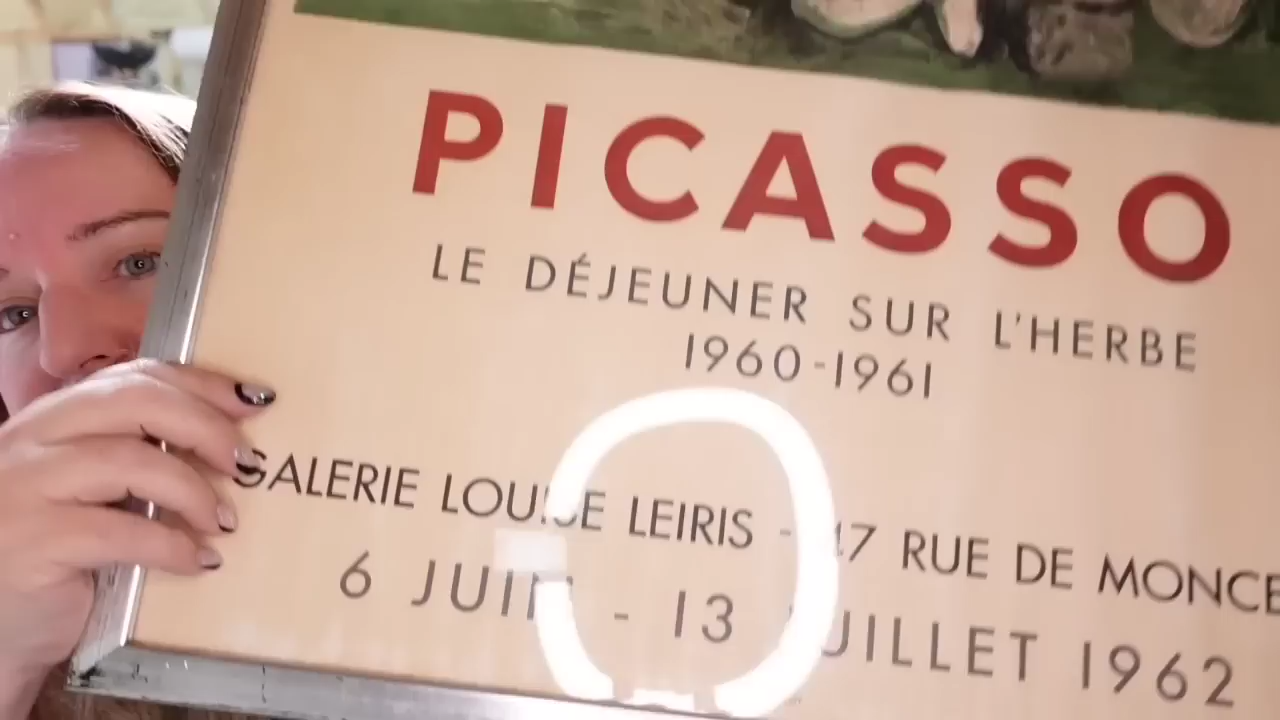 PICASSO
LE DÉJEUNER SUR L'HERBE
1960-1961
GALERIE LOUISE LEIRIS - 47 RUE DE MONCE
6 JUIN - 13 JUILLET 1962